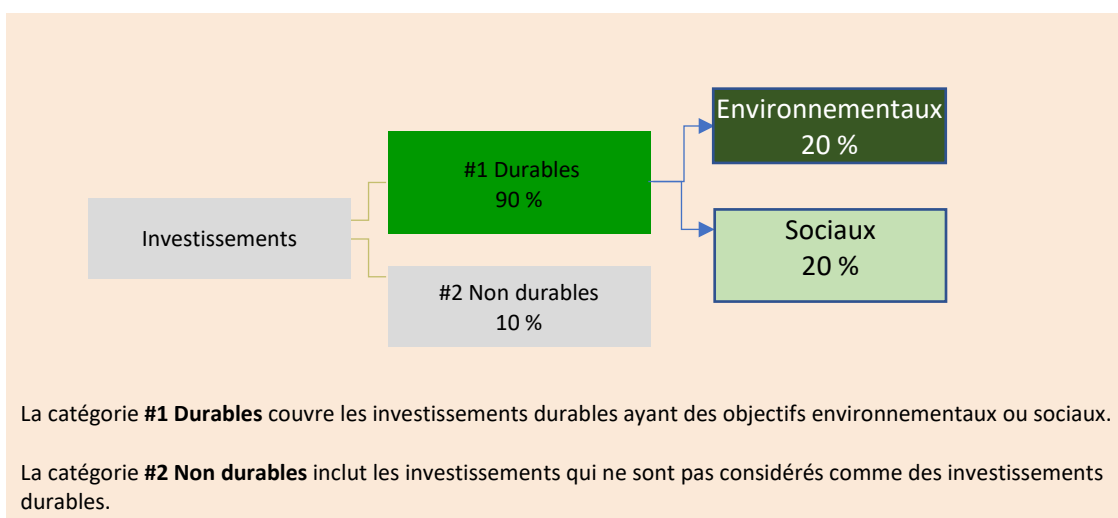 Environnementaux
20 %
#1 Durables
90 %
Investissements
Sociaux
20 %
#2 Non durables
10 %
La catégorie #1 Durables couvre les investissements durables ayant des objectifs environnementaux ou sociaux.
La catégorie #2 Non durables inclut les investissements qui ne sont pas considérés comme des investissements
durables.